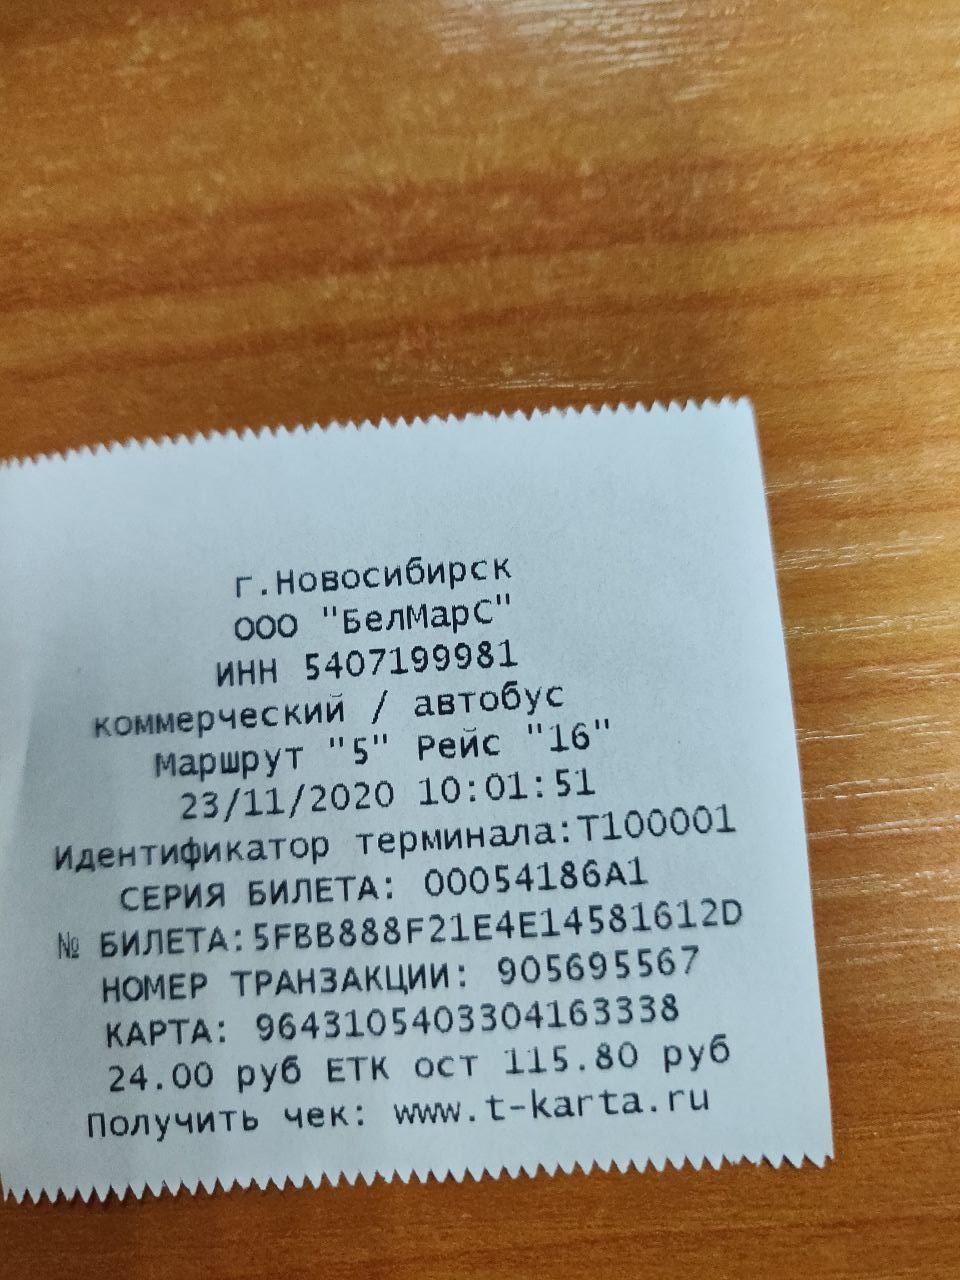 г.Новосибирск
ООО "БелМарС"
ИНН 5407199981
коммерческий / автобус
Маршрут "5" Рейс "16"
23/11/2020 10:01:51
Идентификатор терминала:Т100001
СЕРИЯ БИЛЕТА: 00054186A1
№ БИЛЕТА:5FBB888F21E4E14581612D
НОМЕР ТРАНЗАКЦИИ: 905695567
КАРТА: 9643105403304163338
24.00 руб ЕТК ост 115.80 руб
Получить чек: www.t-karta.ru